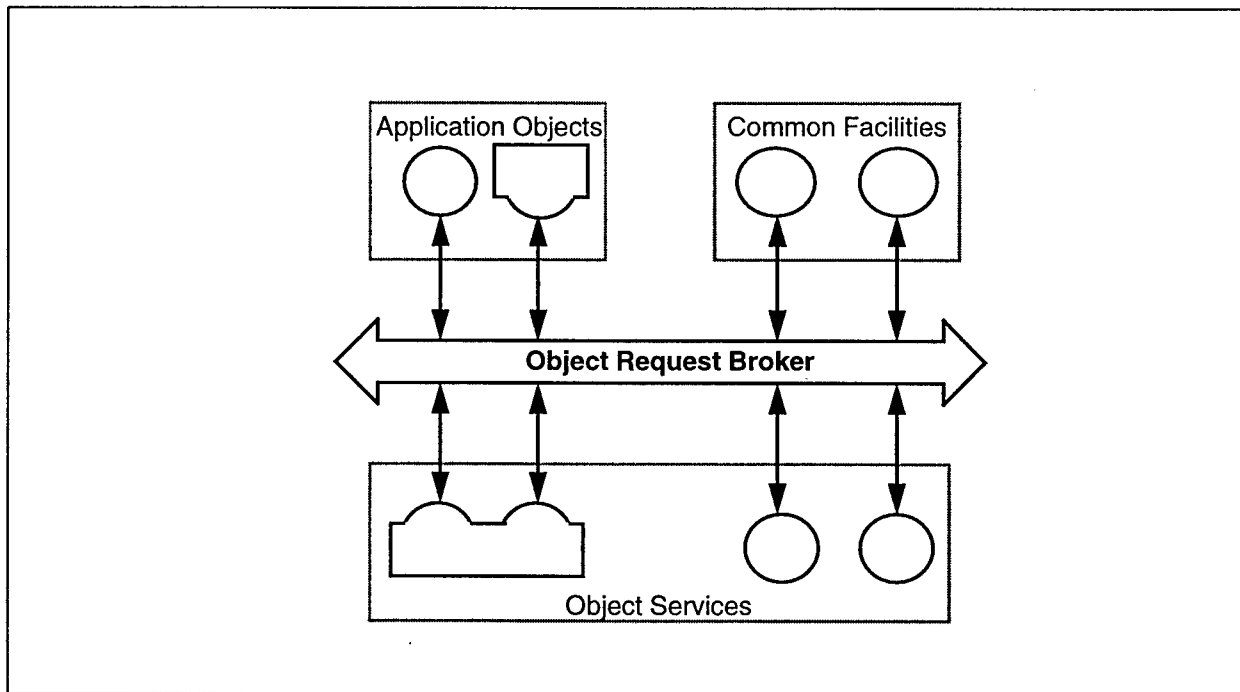 Application Objects
Common Facilities
Object Request Broker
Object Services